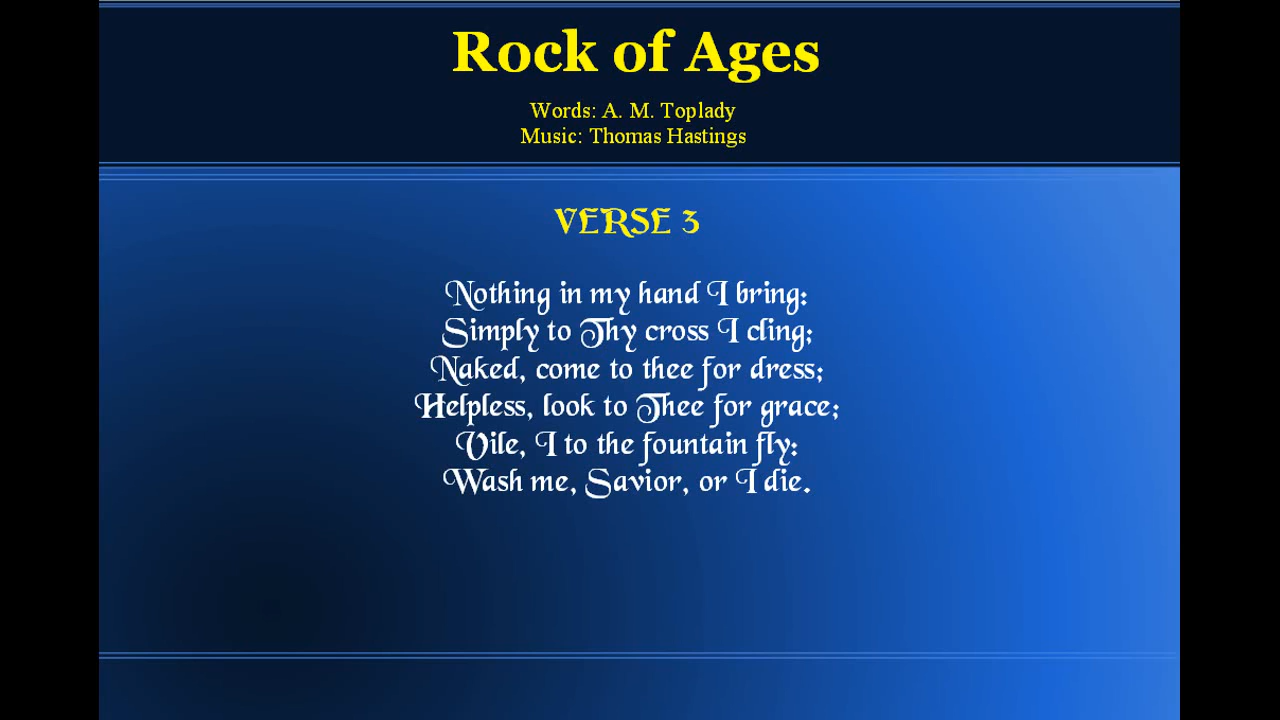 Rock of Ages
Words: A. M. Toplady
Music: Thomas Hastings
VERSE 3
Nothing in my hand I bring:
Simply to Thy cross I cling;
Naked, come to thee for dress;
Helpless, look to Thee for grace;
Vile, I to the fountain fly:
Wash me, Savior, or I die.